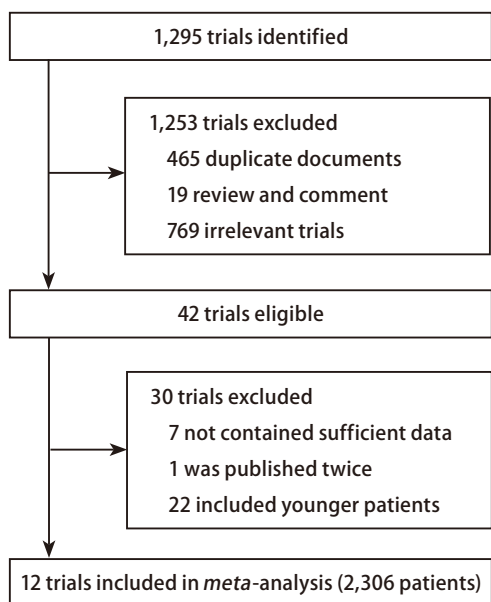 1,295 trials identified
1,253 trials excluded
465 duplicate documents
19 review and comment
769 irrelevant trials
42 trials eligible
30 trials excluded
7 not contained sufficient data
1 was published twice
22 included younger patients
12 trials included in meta-analysis (2,306 patients)